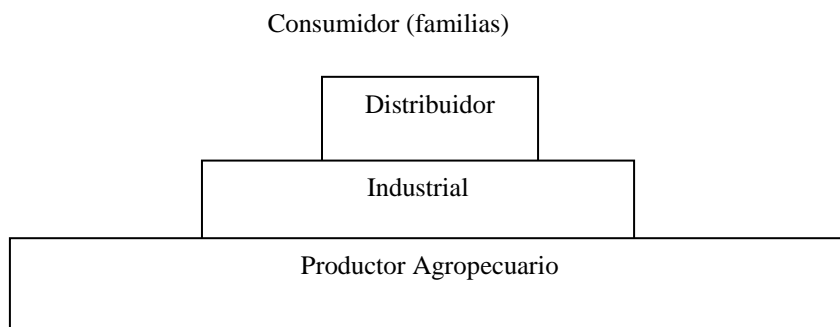 Consumidor (familias)
Distribuidor
Industrial
Productor Agropecuario